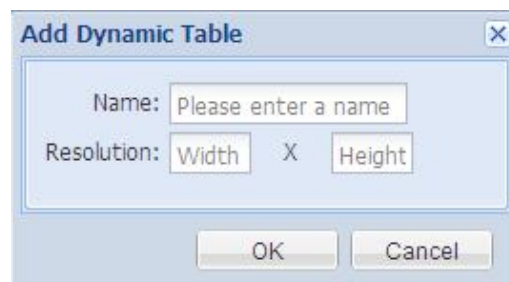 Add Dynamic Table
Name: Please enter a name
Resolution: Width X Height
OK Cancel